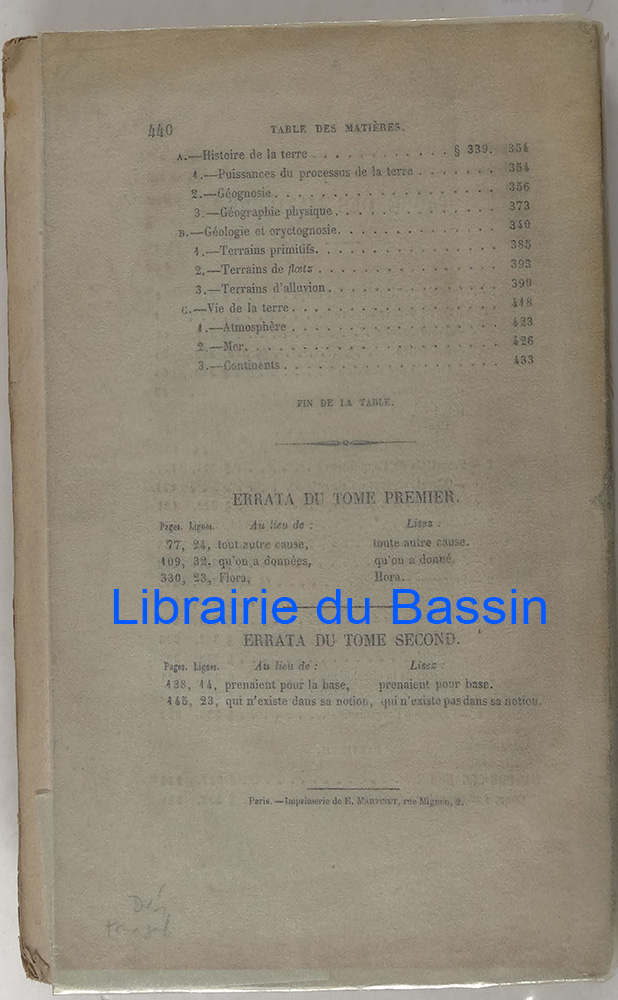 440 TABLE DES MATIÈRES.
A.—Histoire de la terre . . . . . . . . . . . . § 339. 354
1.—Puissances du processus de la terre . . . . . . . 354
2.—Géognosie . . . . . . . . . . . . . . . . . . . 356
3.—Géographie physique . . . . . . . . . . . . . . 373
B.—Géologie et oryctognosie. . . . . . . . . . . . . 340
1.—Terrains primitifs. . . . . . . . . . . . . . . . 385
2.—Terrains de flœtz . . . . . . . . . . . . . . . . 393
3.—Terrains d'alluvion . . . . . . . . . . . . . . . 399
C.—Vie de la terre . . . . . . . . . . . . . . . . . . 418
1.—Atmosphère . . . . . . . . . . . . . . . . . . . 423
2.—Mer. . . . . . . . . . . . . . . . . . . . . . . 426
3.—Continents . . . . . . . . . . . . . . . . . . . 433
FIN DE LA TABLE.
ERRATA DU TOME PREMIER.
Pages. Lignes. Au lieu de : Lisez :
77, 24, tout autre cause, toute autre cause.
109, 32, qu'on a données, qu'on a donné.
330, 23, Flora, Hora.
Librairie du Bassin
ERRATA DU TOME SECOND.
Pages. Lignes. Au lieu de : Lisez :
138, 14, prenaient pour la base, prenaient pour base.
145, 23, qui n'existe dans sa notion, qui n'existe pas dans sa notion.
Paris. — Imprimerie de E. MARTINET, rue Mignon, 2.